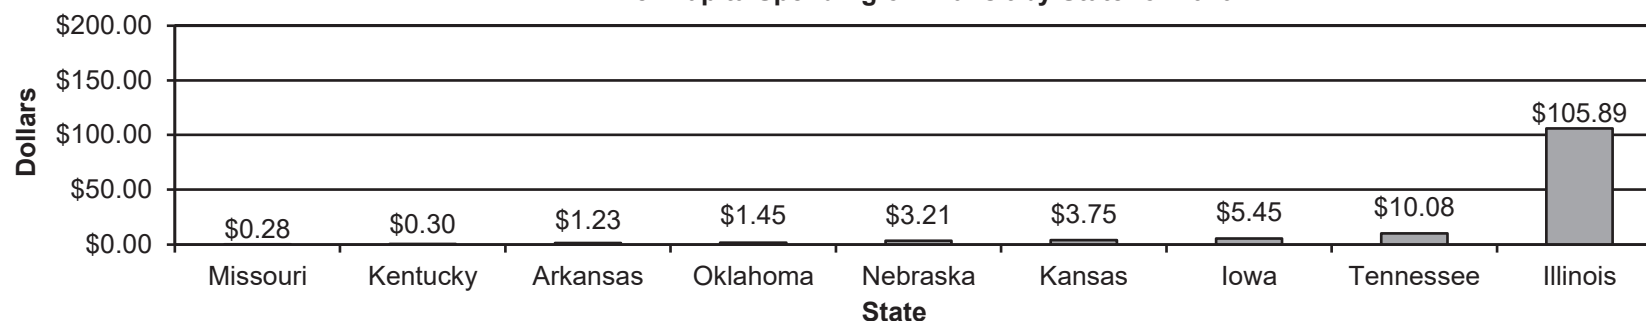 $200.00
$150.00
$100.00
$50.00
$0.00
Dollars
$0.28 $0.30 $1.23 $1.45 $3.21 $3.75 $5.45 $10.08 $105.89
Missouri Kentucky Arkansas Oklahoma Nebraska Kansas Iowa Tennessee Illinois
State